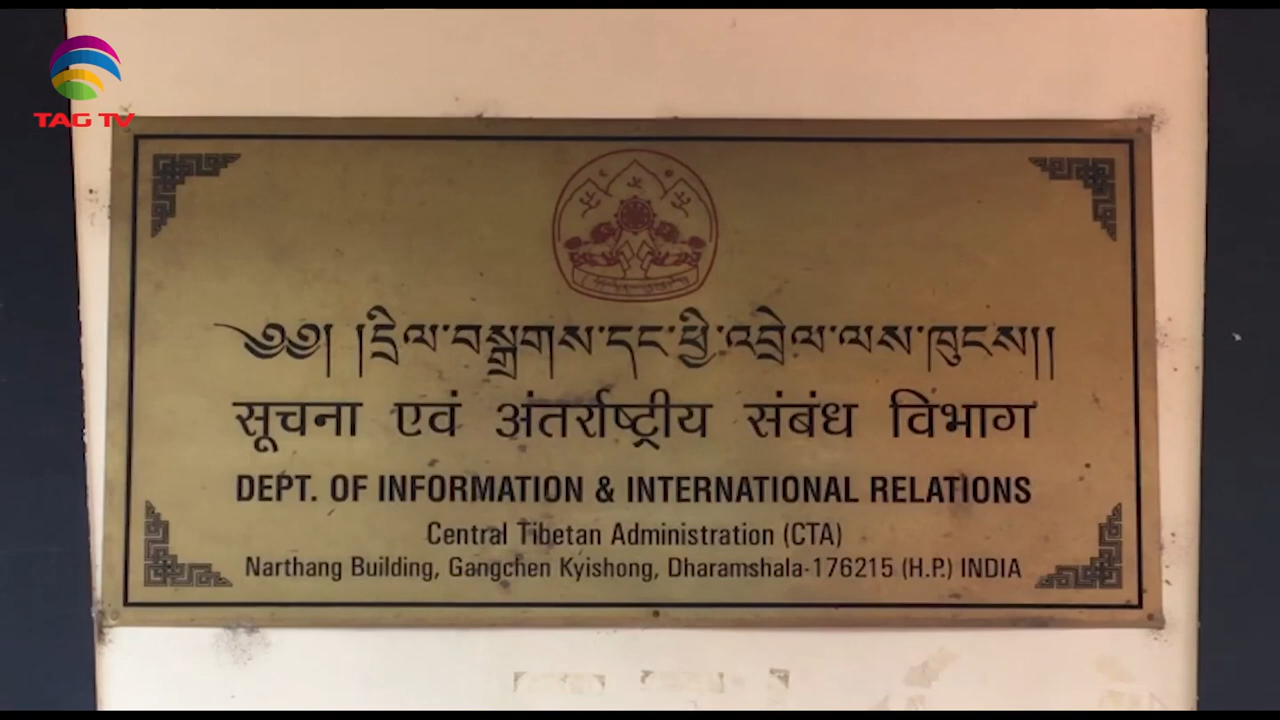 TAG TV
༄༅། །དྲིལ་བསྒྲགས་དང་ཕྱི་འབྲེལ་ལས་ཁུངས།།
सूचना एवं अंतर्राष्ट्रीय संबंध विभाग
DEPT. OF INFORMATION & INTERNATIONAL RELATIONS
Central Tibetan Administration (CTA)
Narthang Building, Gangchen Kyishong, Dharamshala-176215 (H.P.) INDIA